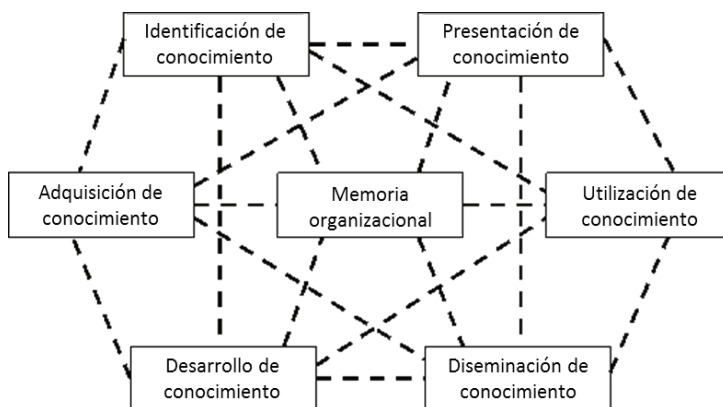 Identificación de
conocimiento
Presentación de
conocimiento
Adquisición de
conocimiento
Memoria
organizacional
Utilización de
conocimiento
Desarrollo de
conocimiento
Diseminación de
conocimiento